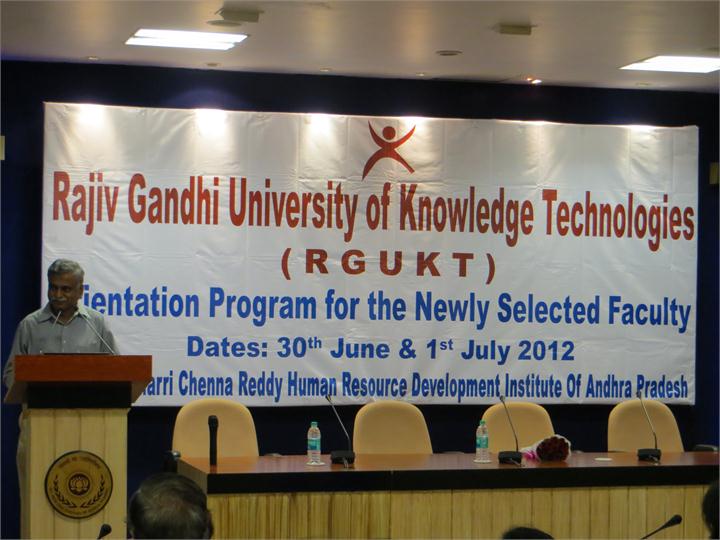 Rajiv Gandhi University of Knowledge Technologies
(RGUKT)
ientation Program for the Newly Selected Faculty
Dates: 30th June & 1st July 2012
arri Chenna Reddy Human Resource Development Institute Of Andhra Pradesh